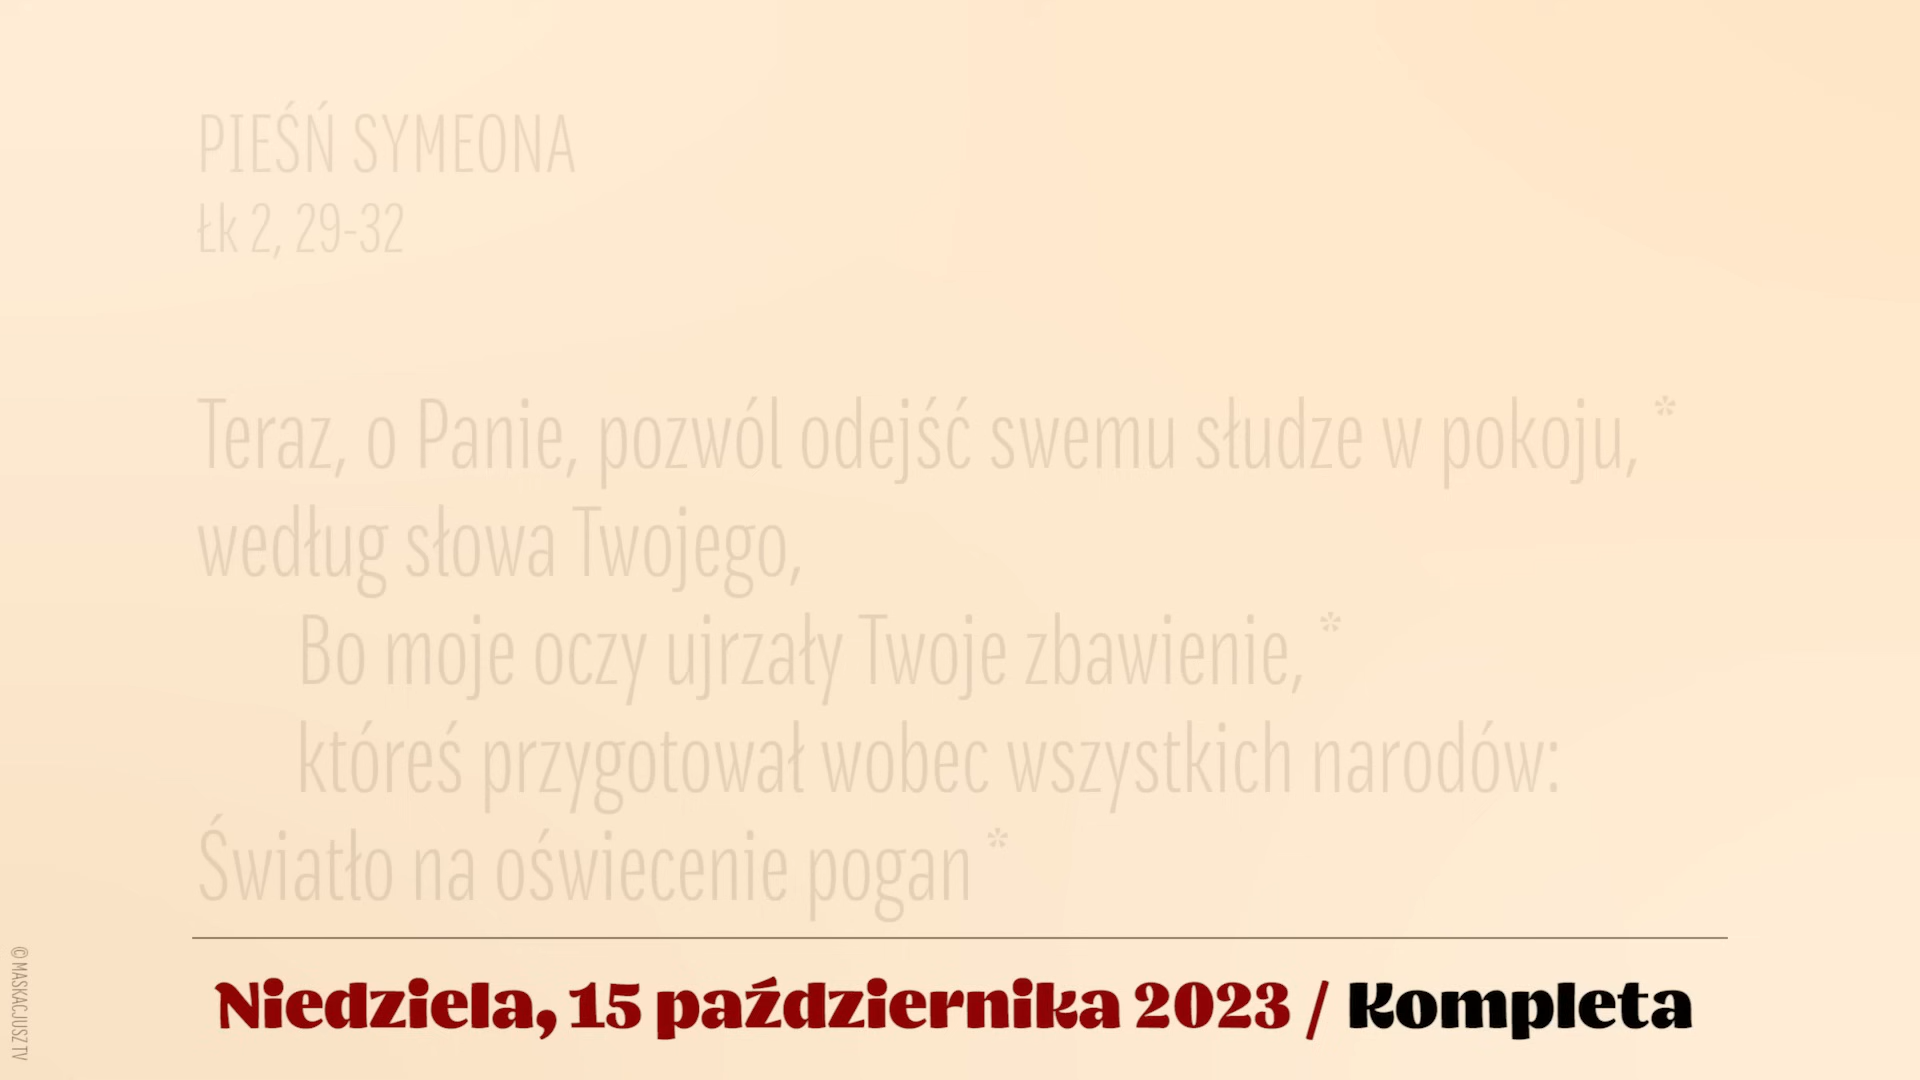 PIEŚŃ SYMEONA
Łk 2, 29-32
Teraz, o Panie, pozwól odejść swemu słudze w pokoju, *
według słowa Twojego,
Bo moje oczy ujrzały Twoje zbawienie, *
któreś przygotował wobec wszystkich narodów:
Światło na oświecenie pogan *
Niedziela, 15 października 2023 / Kompleta
© MASKACJUSZ TV